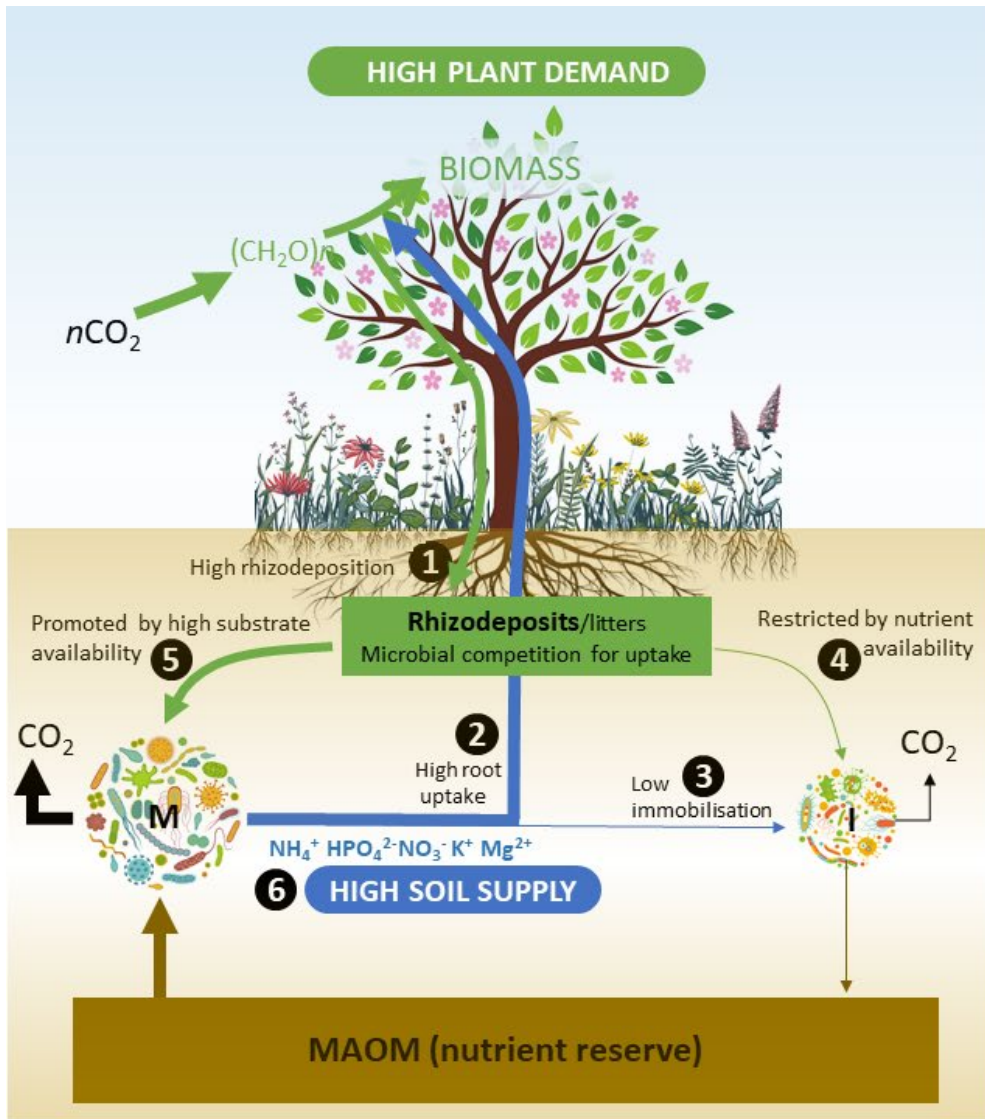 HIGH PLANT DEMAND
BIOMASS
(CH₂O)n
nCO₂
High rhizodeposition 1
Rhizodeposits/litters
Microbial competition for uptake
Promoted by high substrate
availability 5
Restricted by nutrient
4 availability
CO₂
M
2
High root
uptake
Low 3
immobilisation
CO₂
I
NH₄⁺ HPO₄²⁻ NO₃⁻ K⁺ Mg²⁺
6 HIGH SOIL SUPPLY
MAOM (nutrient reserve)